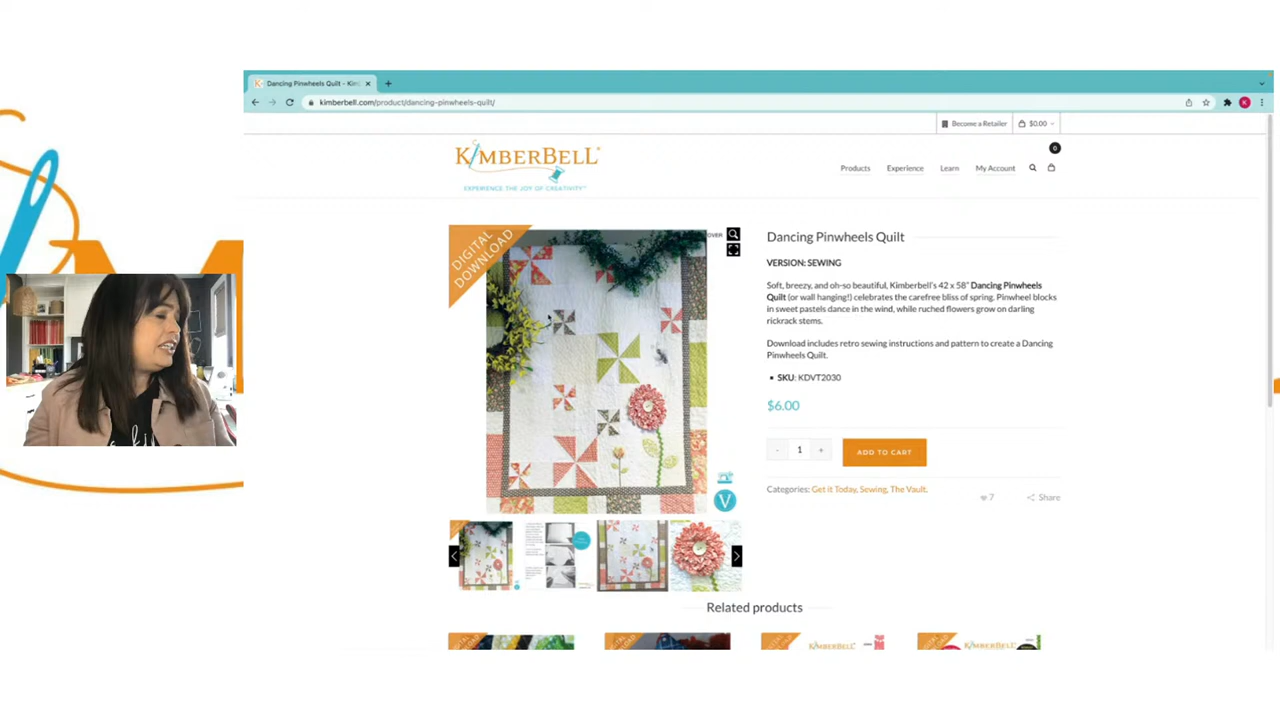 Dancing Pinwheels Quilt - Kim
kimberbell.com/product/dancing-pinwheels-quilt/
Become a Retailer
$0.00
KIMBERBELL
EXPERIENCE THE JOY OF CREATIVITY
Products
Experience
Learn
My Account
0
DIGITAL
DOWNLOAD
OVER
V
Dancing Pinwheels Quilt
VERSION: SEWING
Soft, breezy, and oh-so beautiful, Kimberbell's 42 x 58" Dancing Pinwheels
Quilt (or wall hanging!) celebrates the carefree bliss of spring. Pinwheel blocks
in sweet pastels dance in the wind, while ruched flowers grow on darling
rickrack stems.
Download includes retro sewing instructions and pattern to create a Dancing
Pinwheels Quilt.
SKU: KDVT2030
$6.00
- 1 +
ADD TO CART
Categories: Get it Today, Sewing, The Vault.
7
Share
Related products
KIMBERBELL